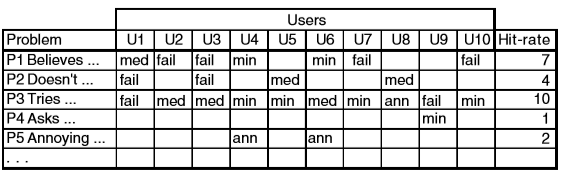 Users
Problem U1 U2 U3 U4 U5 U6 U7 U8 U9 U10 Hit-rate
P1 Believes ... med fail fail min min fail fail 7
P2 Doesn't ... fail fail med med 4
P3 Tries ... fail med med min min med min ann fail min 10
P4 Asks ... min 1
P5 Annoying ... ann ann 2
. . .